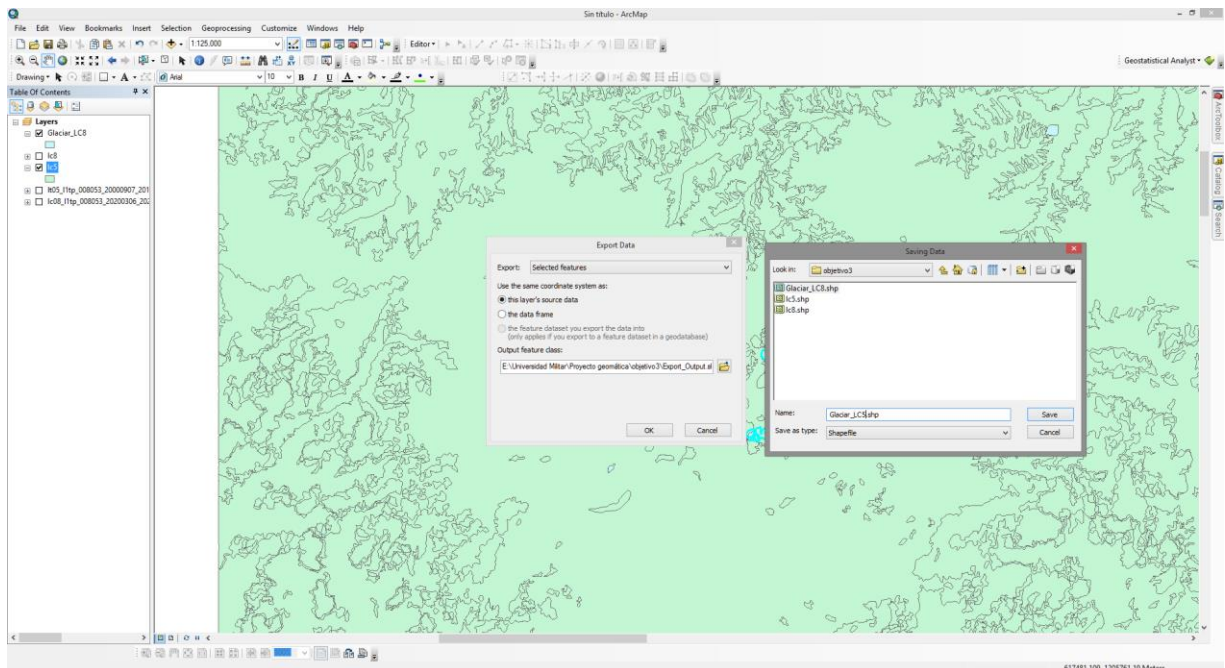 Sin título - ArcMap
File Edit View Bookmarks Insert Selection Geoprocessing Customize Windows Help
1:125.000
Editor
Geostatistical Analyst
Drawing A Arial 10 B I U A
Table Of Contents
Layers
Glaciar_LC8
lc8
lc5
lt05_l1tp_008053_20000907_201
lc08_l1tp_008053_20200306_202
ArcToolbox
Catalog
Search
Export Data
Export: Selected features
Use the same coordinate system as:
this layer's source data
the data frame
the feature dataset you export the data into
(only applies if you export to a feature dataset in a geodatabase)
Output feature class:
E:\Universidad Militar\Proyecto geomática\objetivo3\Export_Output.sl
OK Cancel
Saving Data
Look in: objetivo3
Glaciar_LC8.shp
lc5.shp
lc8.shp
Name: Glaciar_LC5.shp Save
Save as type: Shapefile Cancel